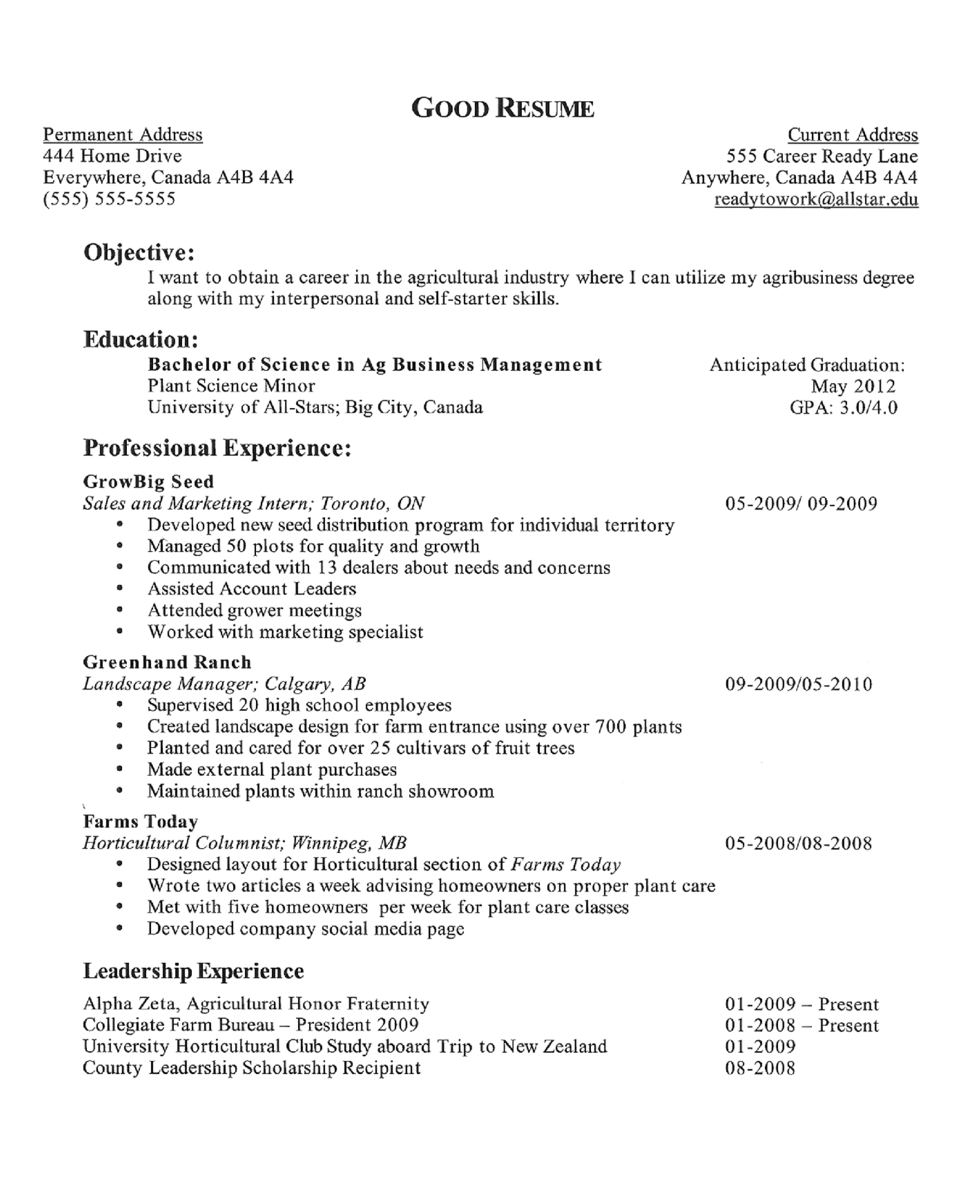 GOOD RESUME
Permanent Address
444 Home Drive
Everywhere, Canada A4B 4A4
(555) 555-5555
Current Address
555 Career Ready Lane
Anywhere, Canada A4B 4A4
readytowork@allstar.edu
Objective:
I want to obtain a career in the agricultural industry where I can utilize my agribusiness degree
along with my interpersonal and self-starter skills.
Education:
Bachelor of Science in Ag Business Management Anticipated Graduation:
Plant Science Minor May 2012
University of All-Stars; Big City, Canada GPA: 3.0/4.0
Professional Experience:
GrowBig Seed
Sales and Marketing Intern; Toronto, ON 05-2009/ 09-2009
• Developed new seed distribution program for individual territory
• Managed 50 plots for quality and growth
• Communicated with 13 dealers about needs and concerns
• Assisted Account Leaders
• Attended grower meetings
• Worked with marketing specialist
Greenhand Ranch
Landscape Manager; Calgary, AB 09-2009/05-2010
• Supervised 20 high school employees
• Created landscape design for farm entrance using over 700 plants
• Planted and cared for over 25 cultivars of fruit trees
• Made external plant purchases
• Maintained plants within ranch showroom
Farms Today
Horticultural Columnist; Winnipeg, MB 05-2008/08-2008
• Designed layout for Horticultural section of Farms Today
• Wrote two articles a week advising homeowners on proper plant care
• Met with five homeowners per week for plant care classes
• Developed company social media page
Leadership Experience
Alpha Zeta, Agricultural Honor Fraternity 01-2009 – Present
Collegiate Farm Bureau – President 2009 01-2008 – Present
University Horticultural Club Study aboard Trip to New Zealand 01-2009
County Leadership Scholarship Recipient 08-2008